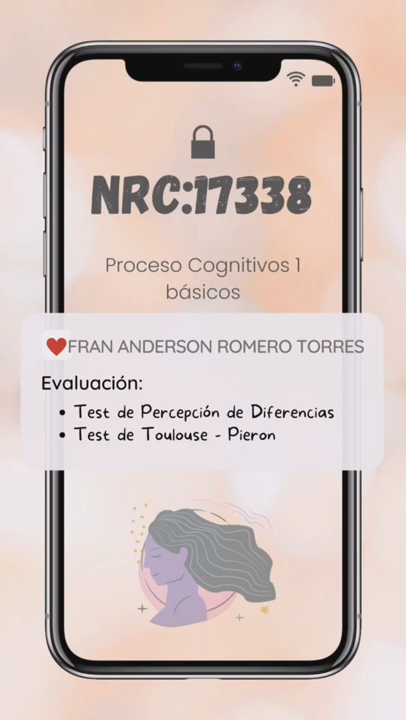 NRC:17338
Proceso Cognitivos 1
básicos
❤FRAN ANDERSON ROMERO TORRES
Evaluación:
• Test de Percepción de Diferencias
• Test de Toulouse - Pieron